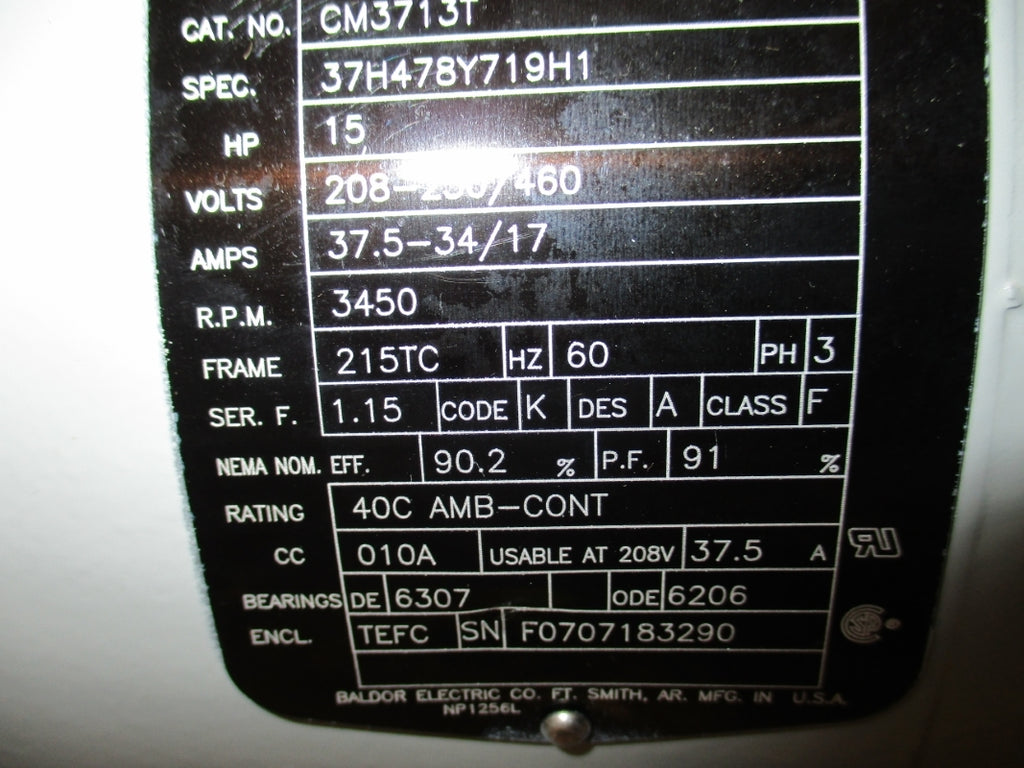 CAT. NO. CM3713T
SPEC. 37H478Y719H1
HP 15
VOLTS 208-230/460
AMPS 37.5-34/17
R.P.M. 3450
FRAME 215TC HZ 60 PH 3
SER. F. 1.15 CODE K DES A CLASS F
NEMA NOM. EFF. 90.2 % P.F. 91 %
RATING 40C AMB-CONT
CC 010A USABLE AT 208V 37.5 A
BEARINGS DE 6307 ODE 6206
ENCL. TEFC SN F0707183290
BALDOR ELECTRIC CO. FT. SMITH, AR. MFG. IN U.S.A.
NP1256L